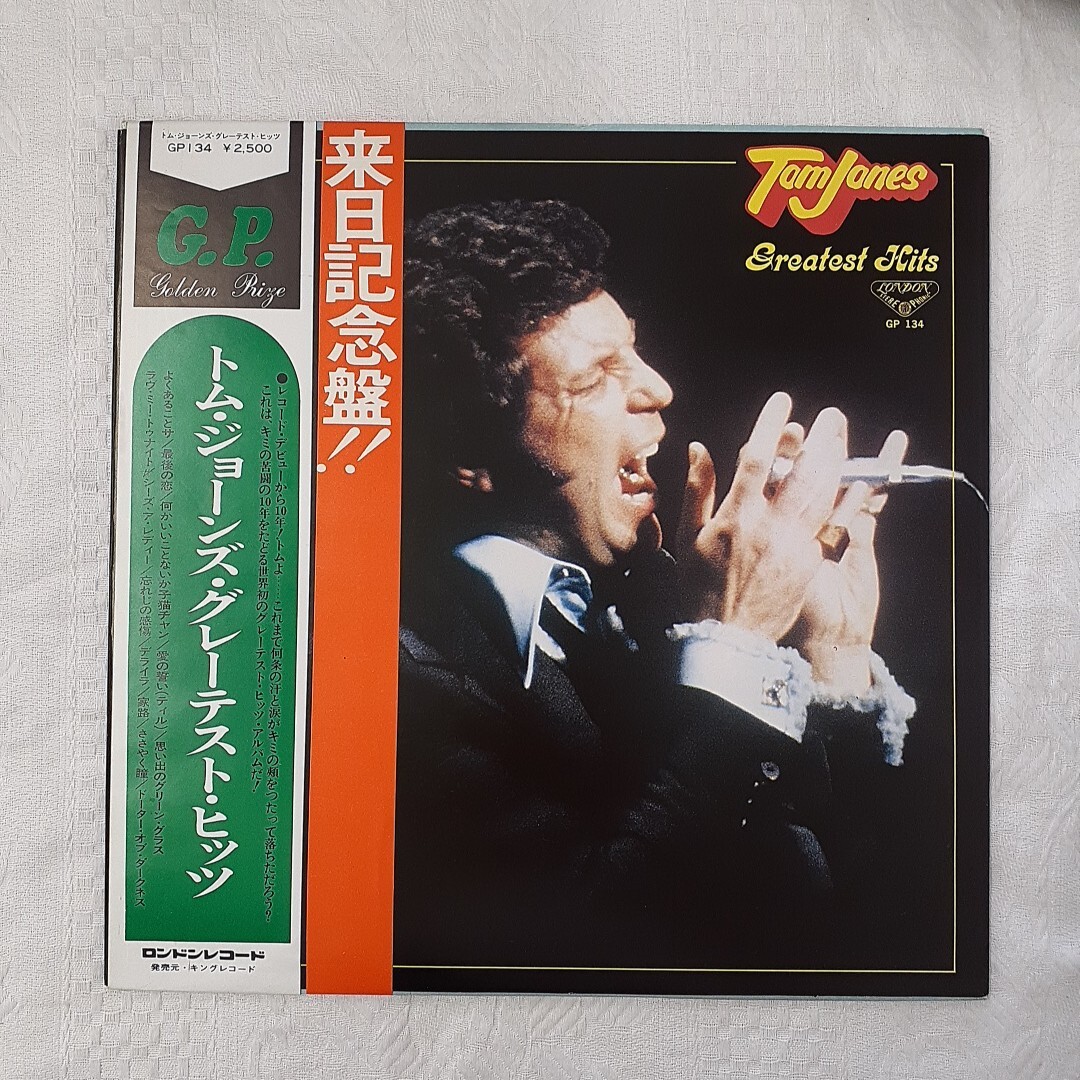 トム・ジョーンズ・グレーテスト・ヒッツ
GP134 ¥2,500
G.P.
Golden Prize
トム・ジョーンズ・グレーテスト・ヒッツ
●レコード・デビューから10年!トムよ……これまで何条の汗と涙がキミの頬をつたって落ちただろう?
これは、キミの苦闘の10年をたどる世界初のグレーテスト・ヒッツ・アルバムだ!
よくあることサ/最後の恋/何かいいことないか子猫チャン/愛の誓い(ティル)/思い出のグリーン・グラス
ラヴ・ミー・トゥナイト/シーズ・ア・レディー/忘れじの感傷/デライラ/家路/ささやく瞳/ドーター・オブ・ダークネス
ロンドンレコード
発売元・キングレコード
来日記念盤!!
Tom Jones
Greatest Hits
LONDON
STEREO PHONIC
GP 134